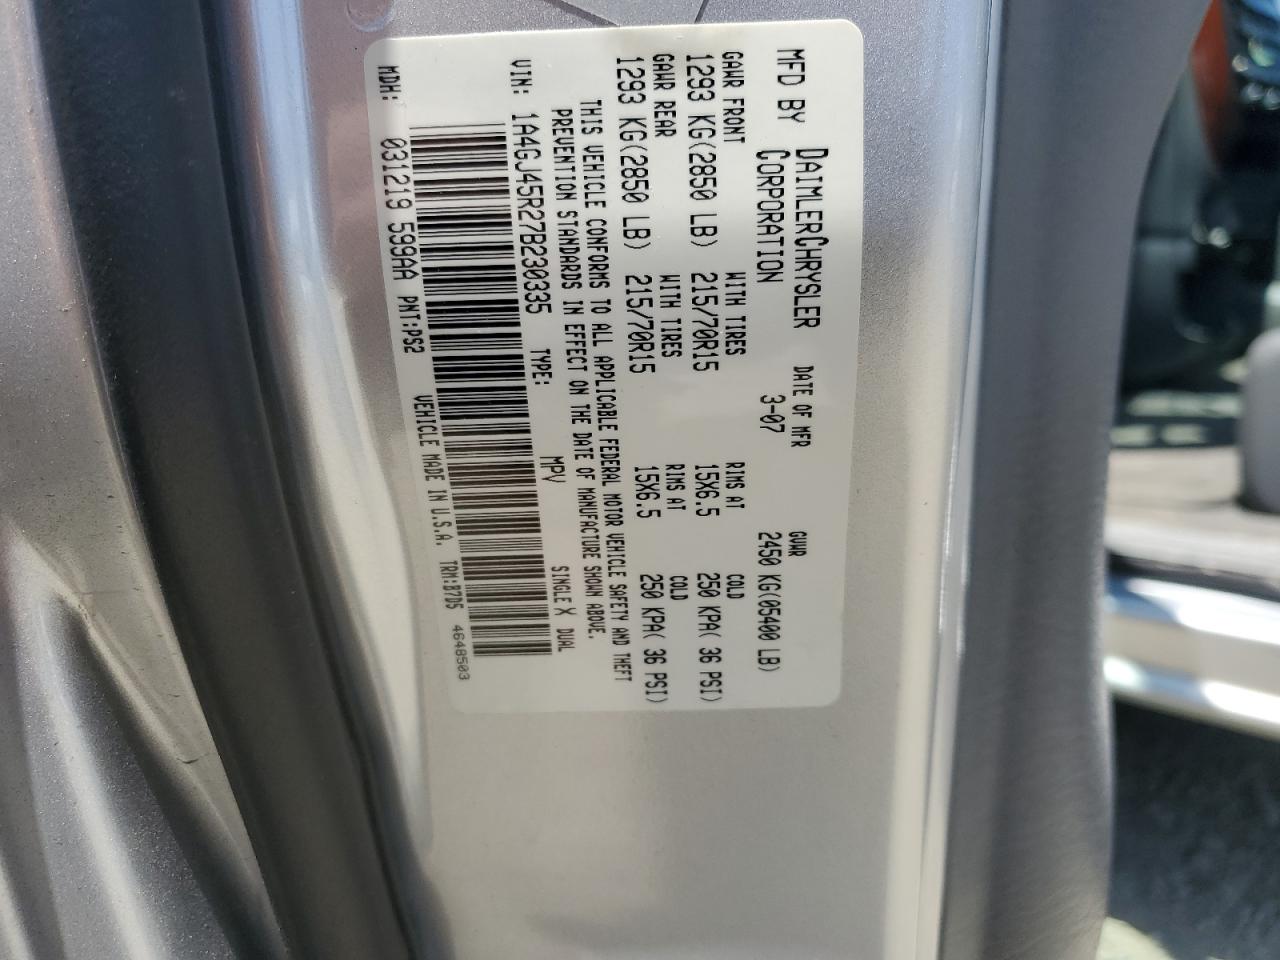 MFD BY DAIMLERCHRYSLER CORPORATION
DATE OF MFR 3-07
GVWR 2450 KG(05400 LB)
GAWR FRONT WITH TIRES RIMS AT COLD
1293 KG(2850 LB) 215/70R15 15X6.5 250 KPA( 36 PSI)
GAWR REAR WITH TIRES RIMS AT COLD
1293 KG(2850 LB) 215/70R15 15X6.5 250 KPA( 36 PSI)
THIS VEHICLE CONFORMS TO ALL APPLICABLE FEDERAL MOTOR VEHICLE SAFETY AND THEFT
PREVENTION STANDARDS IN EFFECT ON THE DATE OF MANUFACTURE SHOWN ABOVE.
VIN: 1A4GJ45R27B230335 TYPE: MPV SINGLE X DUAL
MDH: 031219 599AA PNT:PS2 VEHICLE MADE IN U.S.A. TRM:B7D5 4648503